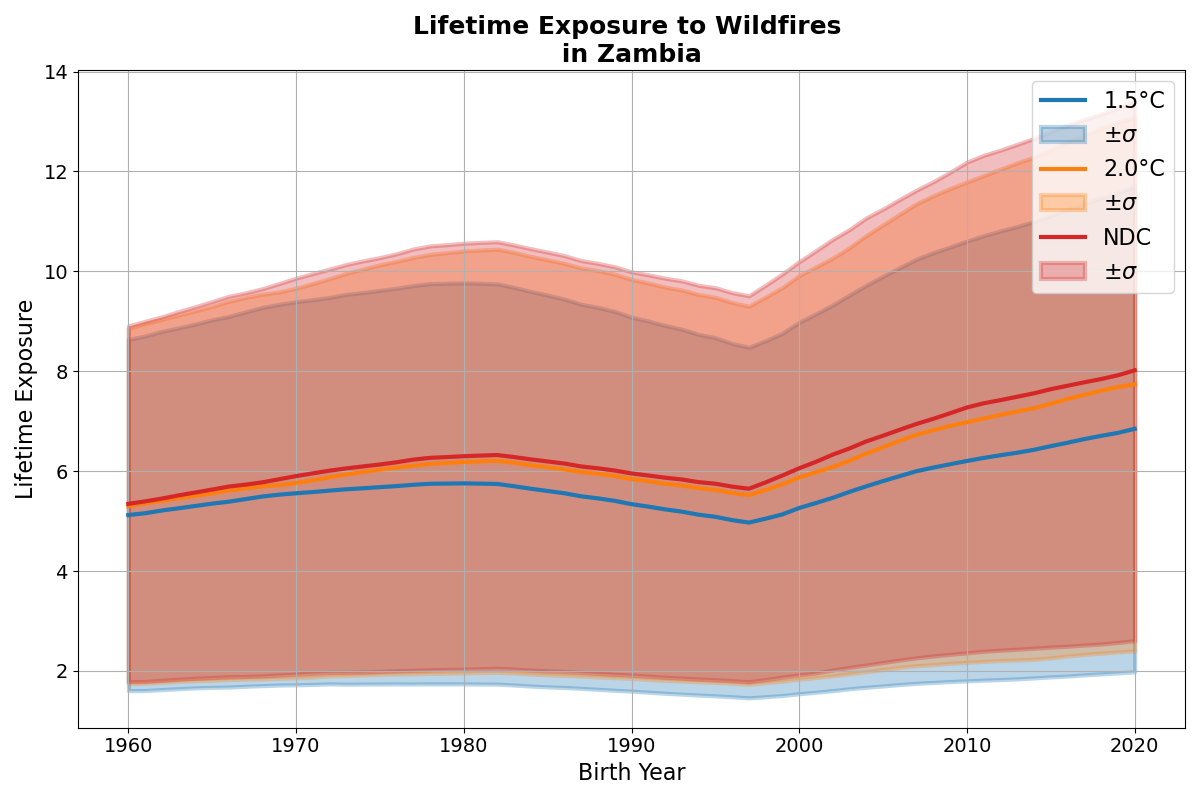 Lifetime Exposure to Wildfires
in Zambia
Lifetime Exposure
14
12
10
8
6
4
2
1.5°C
±σ
2.0°C
±σ
NDC
±σ
1960 1970 1980 1990 2000 2010 2020
Birth Year